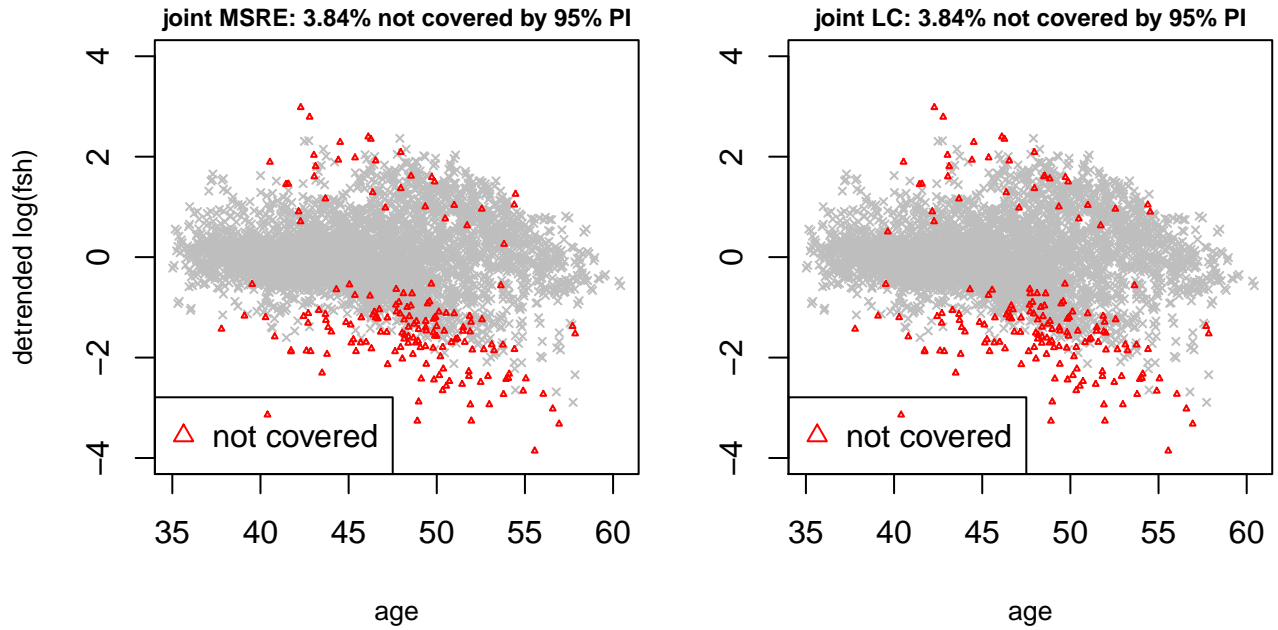 joint MSRE: 3.84% not covered by 95% PI
detrended log(fsh)
4
2
0
−2
−4
not covered
35 40 45 50 55 60
age
joint LC: 3.84% not covered by 95% PI
4
2
0
−2
−4
not covered
35 40 45 50 55 60
age